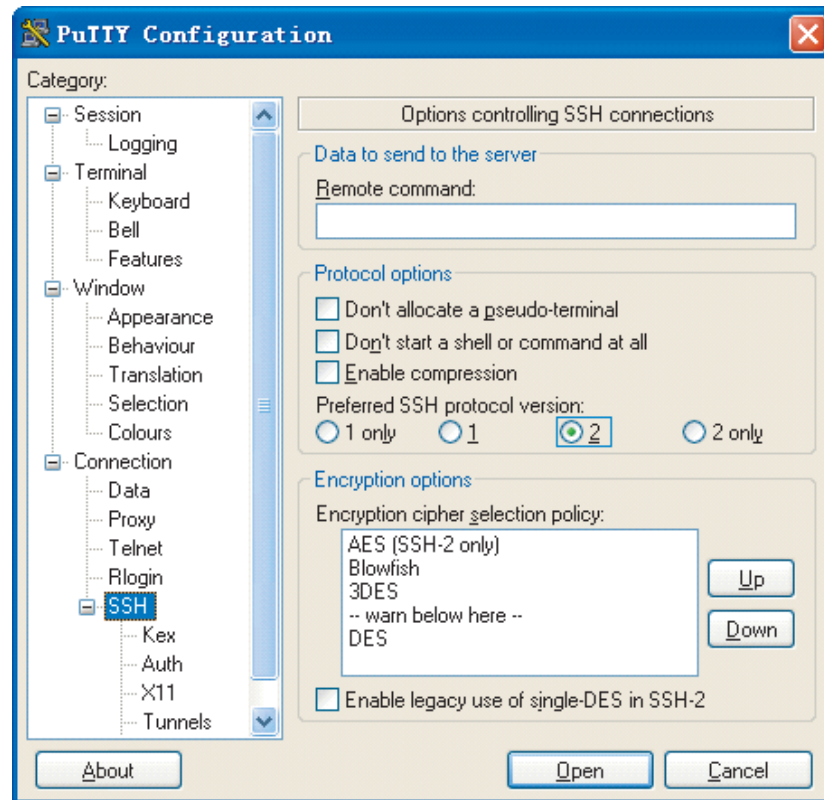 PuTTY Configuration
Category:
Session
Logging
Terminal
Keyboard
Bell
Features
Window
Appearance
Behaviour
Translation
Selection
Colours
Connection
Data
Proxy
Telnet
Rlogin
SSH
Kex
Auth
X11
Tunnels
Options controlling SSH connections
Data to send to the server
Remote command:
Protocol options
Don't allocate a pseudo-terminal
Don't start a shell or command at all
Enable compression
Preferred SSH protocol version:
1 only 1 2 2 only
Encryption options
Encryption cipher selection policy:
AES (SSH-2 only)
Blowfish
3DES
-- warn below here --
DES
Up
Down
Enable legacy use of single-DES in SSH-2
About Open Cancel